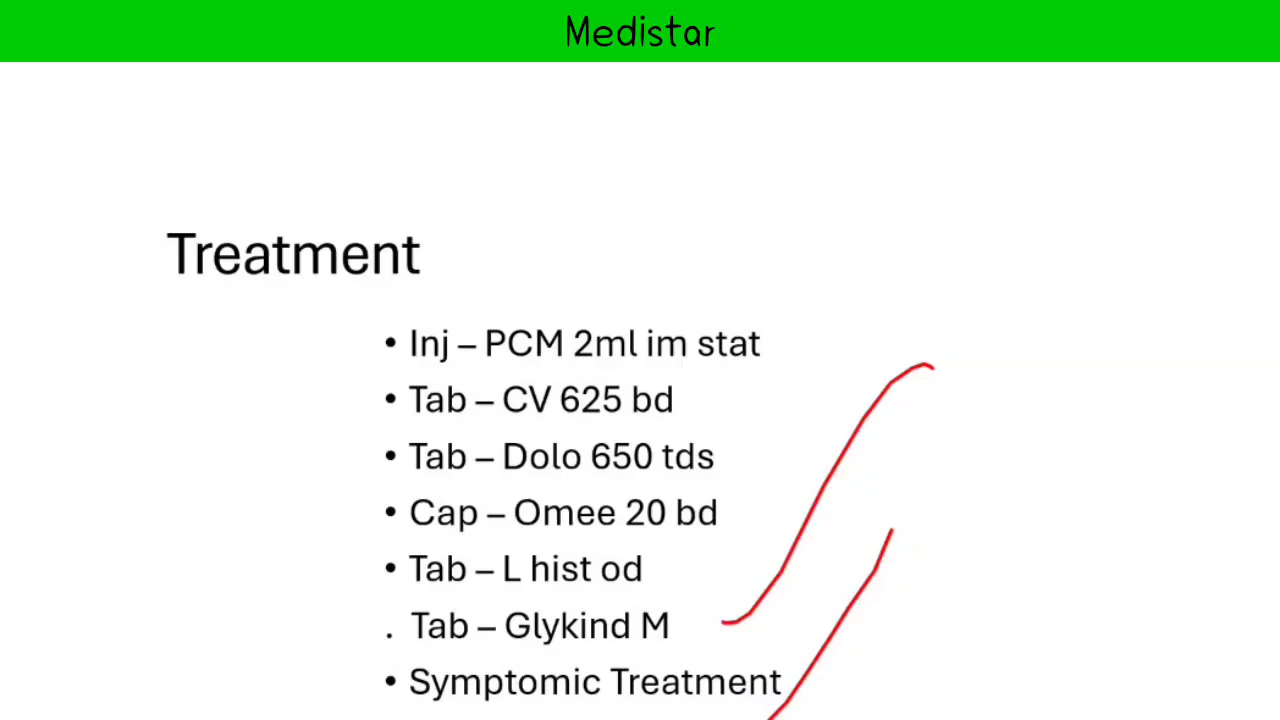 Medistar
Treatment
• Inj – PCM 2ml im stat
• Tab – CV 625 bd
• Tab – Dolo 650 tds
• Cap – Omee 20 bd
• Tab – L hist od
. Tab – Glykind M
• Symptomic Treatment